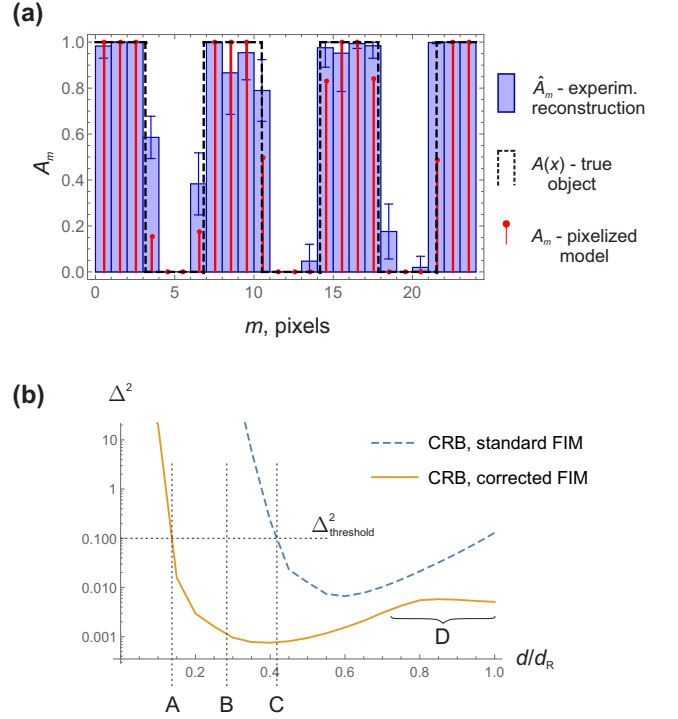 (a)
1.0
0.8
0.6
0.4
0.2
0.0
A_m
0 5 10 15 20
m, pixels
Â_m - experim.
reconstruction
A(x) - true
object
A_m - pixelized
model
(b)
Δ²
10
1
0.100
0.010
0.001
CRB, standard FIM
CRB, corrected FIM
Δ²threshold
D
0.2 0.4 0.6 0.8 1.0
d/d_R
A B C